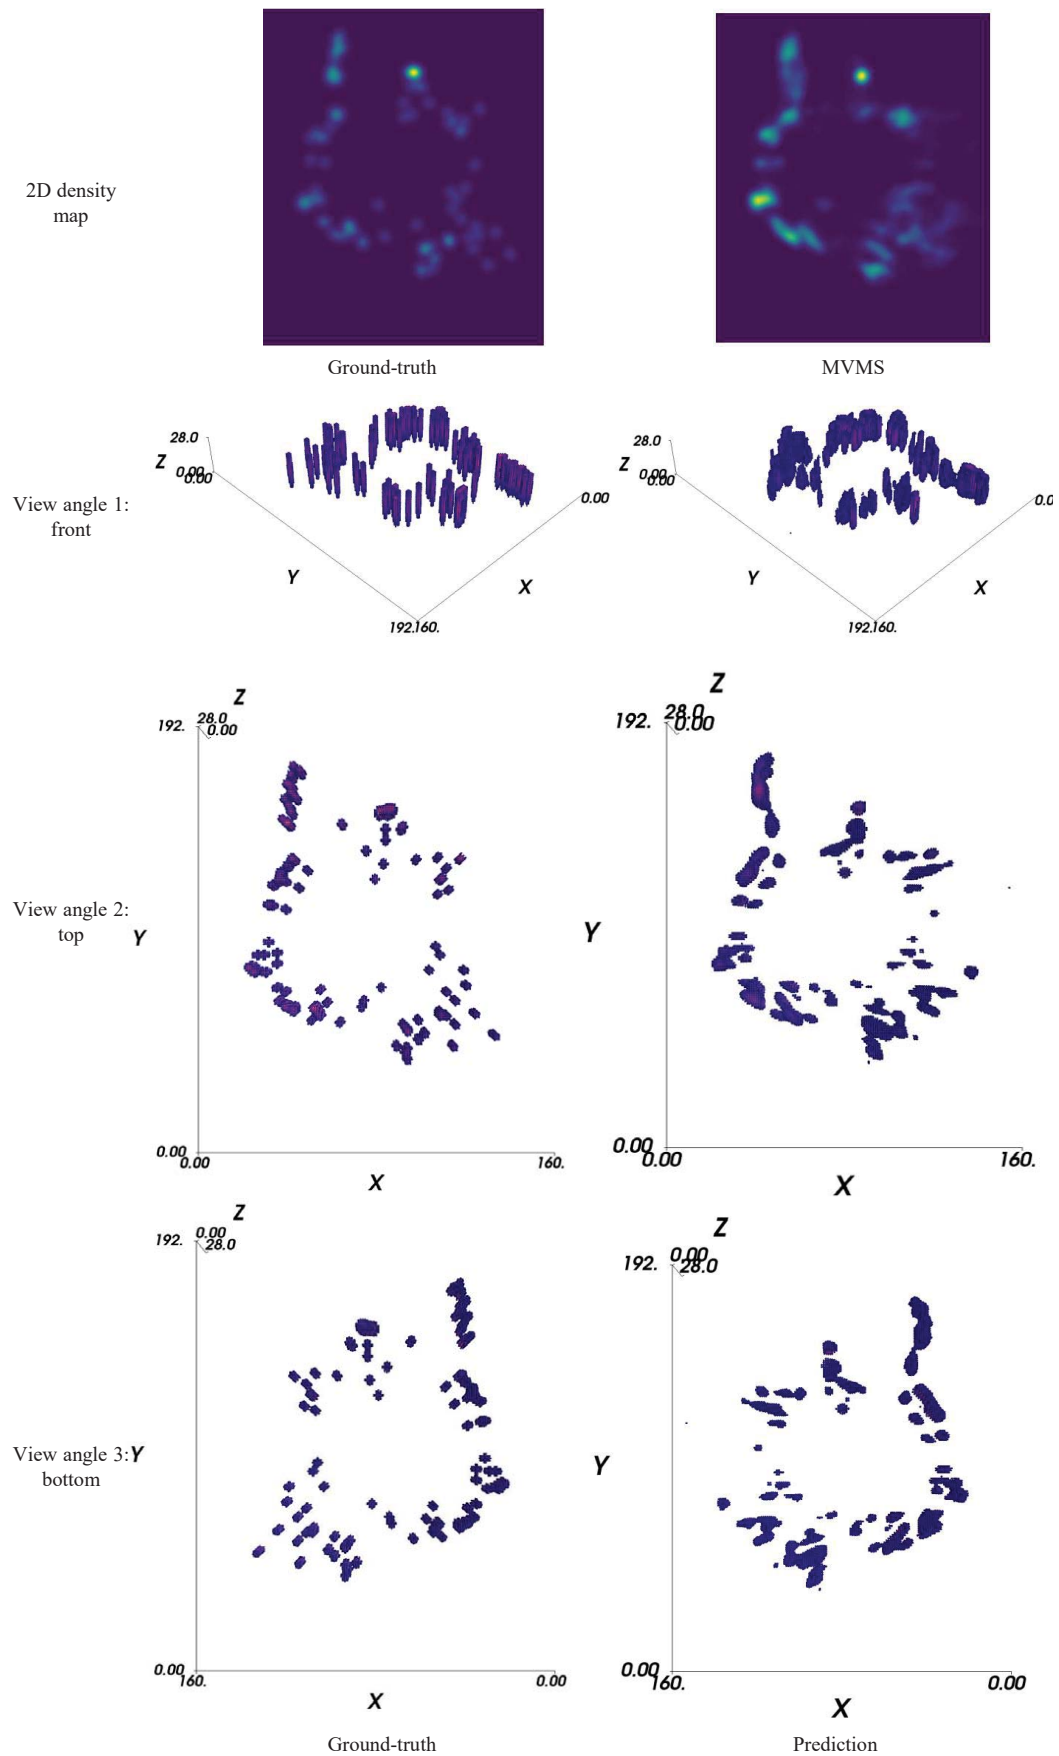 2D density
map
Ground-truth
MVMS
View angle 1:
front
28.0
Z
0.00
0.00
0.00
Y
X
192.160.
28.0
Z
0.00
0.00
0.00
Y
X
192.160.
View angle 2:
top
Z
192.
28.0
0.00
Y
0.00
0.00
160.
X
Z
192.
28.0
0.00
Y
0.00
0.00
160.
X
View angle 3:
bottom
Z
192.
0.00
28.0
Y
0.00
160.
0.00
X
Z
192.
0.00
28.0
Y
0.00
160.
0.00
X
Ground-truth
Prediction